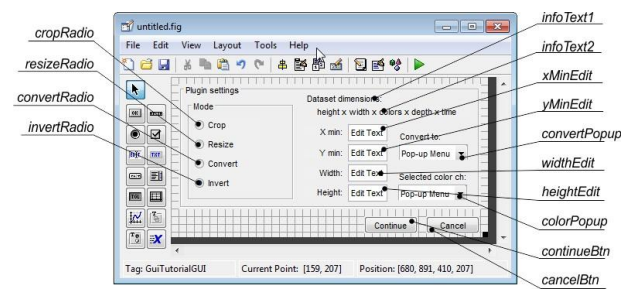 cropRadio
resizeRadio
convertRadio
invertRadio
untitled.fig
File Edit View Layout Tools Help
Plugin settings
Mode
Crop
Resize
Convert
Invert
Dataset dimensions:
height x width x colors x depth x time
X min: Edit Text
Convert to:
Y min: Edit Text
Pop-up Menu
Width: Edit Text
Selected color ch:
Height: Edit Text
Pop-up Menu
Continue
Cancel
Tag: GuiTutorialGUI
Current Point: [159, 207]
Position: [680, 891, 410, 207]
infoText1
infoText2
xMinEdit
yMinEdit
convertPopup
widthEdit
heightEdit
colorPopup
continueBtn
cancelBtn